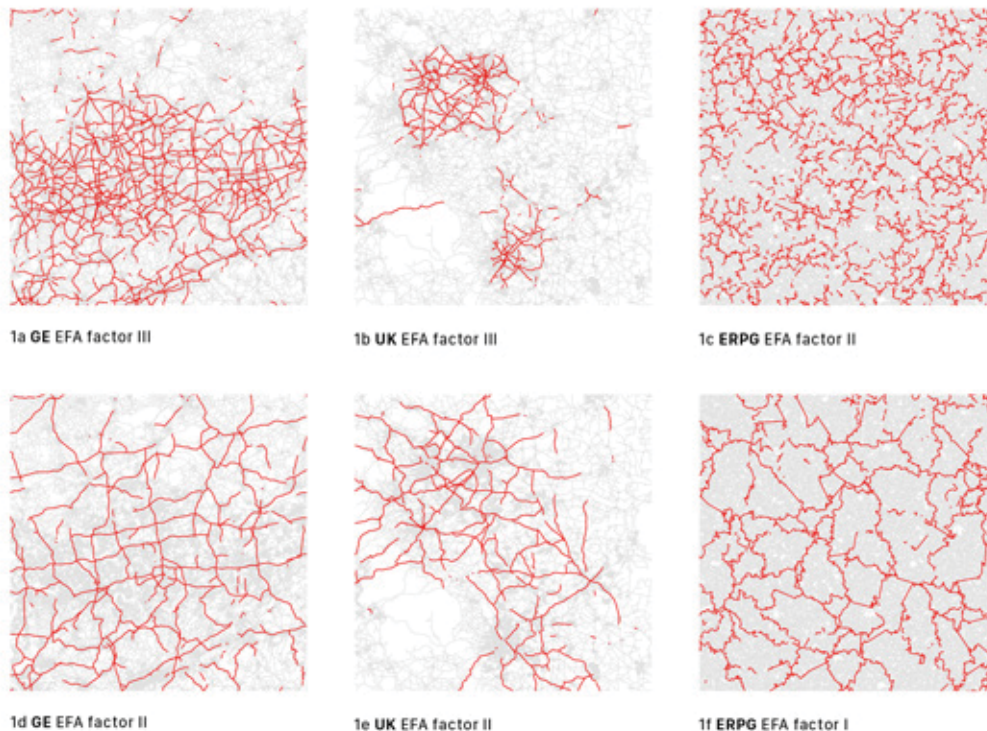 1a GE EFA factor III
1b UK EFA factor III
1c ERPG EFA factor II
1d GE EFA factor II
1e UK EFA factor II
1f ERPG EFA factor I